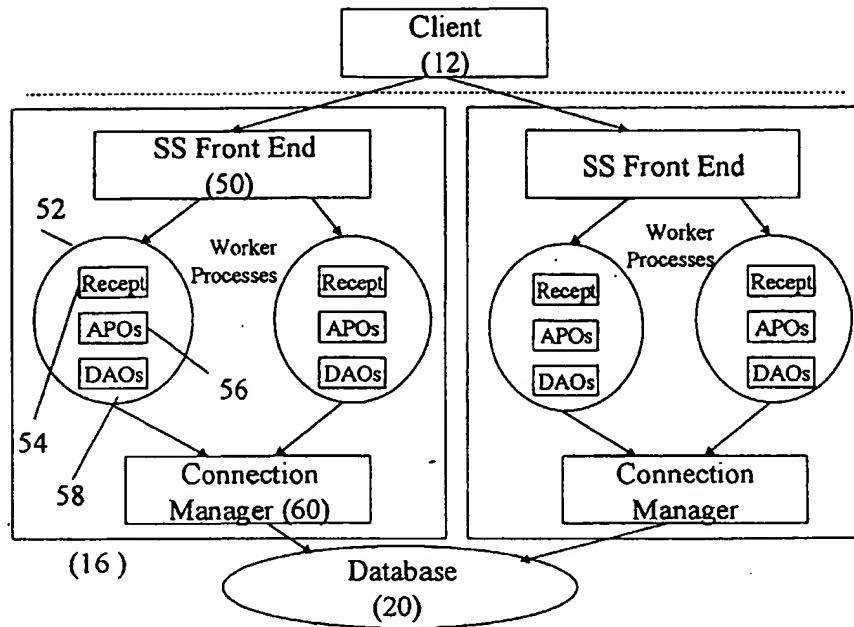 Client
(12)
SS Front End
(50)
SS Front End
52
Worker
Processes
Worker
Processes
Recept
APOs
DAOs
Recept
APOs
DAOs
Recept
APOs
DAOs
Recept
APOs
DAOs
54
56
58
Connection
Manager (60)
Connection
Manager
(16)
Database
(20)